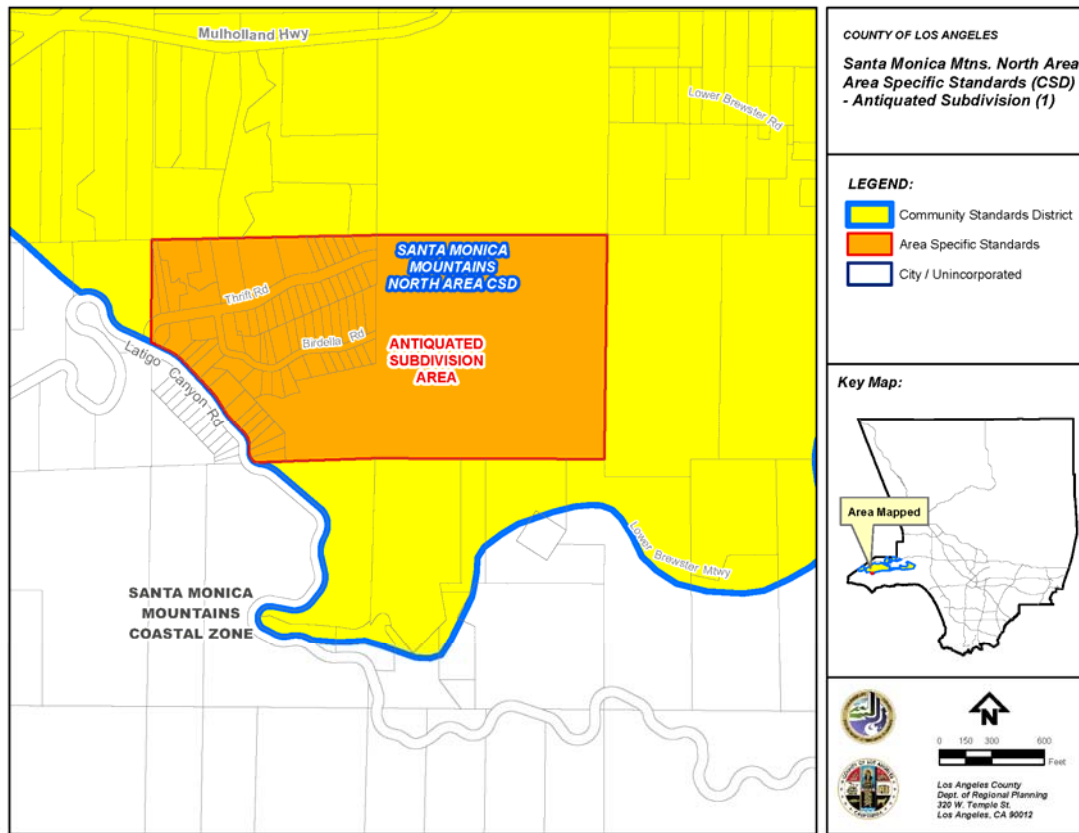 Mulholland Hwy
Lower Brewster Rd
SANTA MONICA
MOUNTAINS
NORTH AREA CSD
Thrift Rd
Birdella Rd
ANTIQUATED
SUBDIVISION
AREA
Latigo Canyon Rd
Lower Brewster Mtwy
SANTA MONICA
MOUNTAINS
COASTAL ZONE
COUNTY OF LOS ANGELES
Santa Monica Mtns. North Area
Area Specific Standards (CSD)
- Antiquated Subdivision (1)
LEGEND:
Community Standards District
Area Specific Standards
City / Unincorporated
Key Map:
Area Mapped
N
0 150 300 600
Feet
Los Angeles County
Dept. of Regional Planning
320 W. Temple St.
Los Angeles, CA 90012